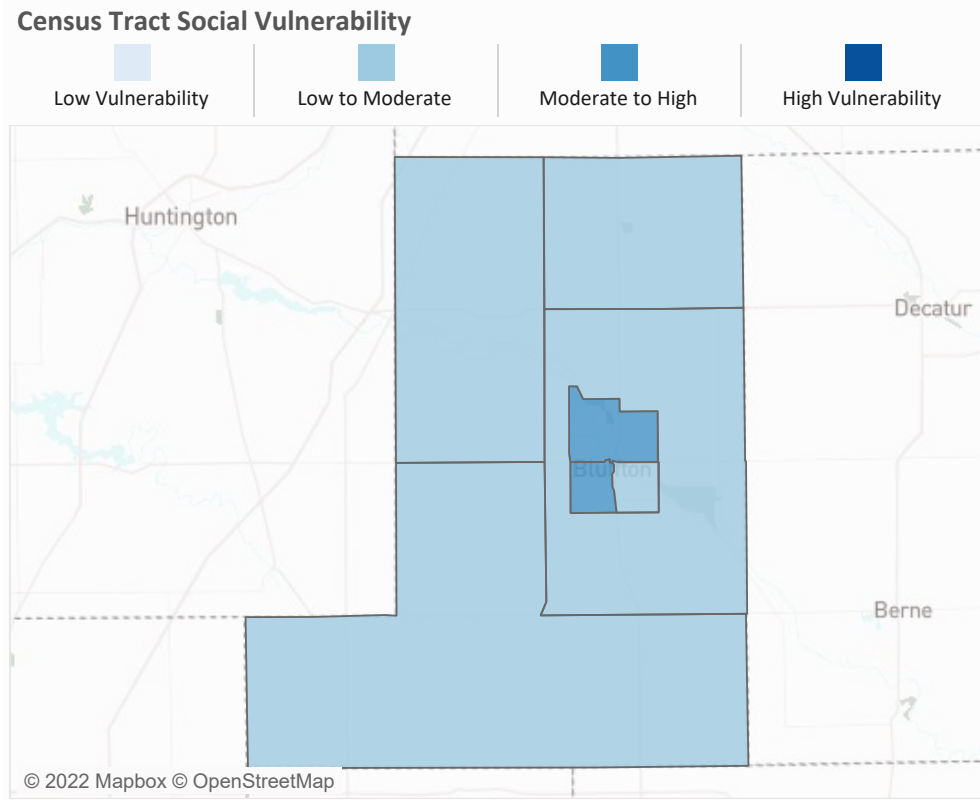 Census Tract Social Vulnerability
Low Vulnerability
Low to Moderate
Moderate to High
High Vulnerability
Huntington
Decatur
Bluffton
Berne
© 2022 Mapbox © OpenStreetMap